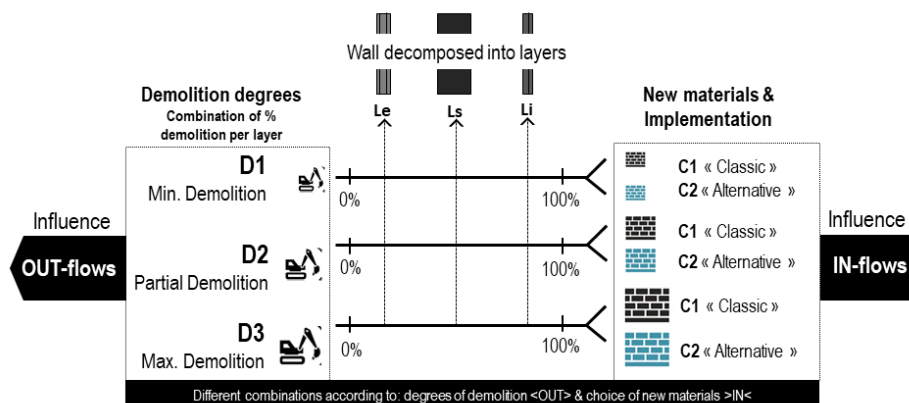 Wall decomposed into layers
Demolition degrees
Combination of %
demolition per layer
Le
Ls
Li
New materials &
Implementation
D1
Min. Demolition
0%
100%
C1 « Classic »
C2 « Alternative »
Influence
OUT-flows
D2
Partial Demolition
0%
100%
C1 « Classic »
C2 « Alternative »
Influence
IN-flows
D3
Max. Demolition
0%
100%
C1 « Classic »
C2 « Alternative »
Different combinations according to: degrees of demolition <OUT> & choice of new materials >IN<